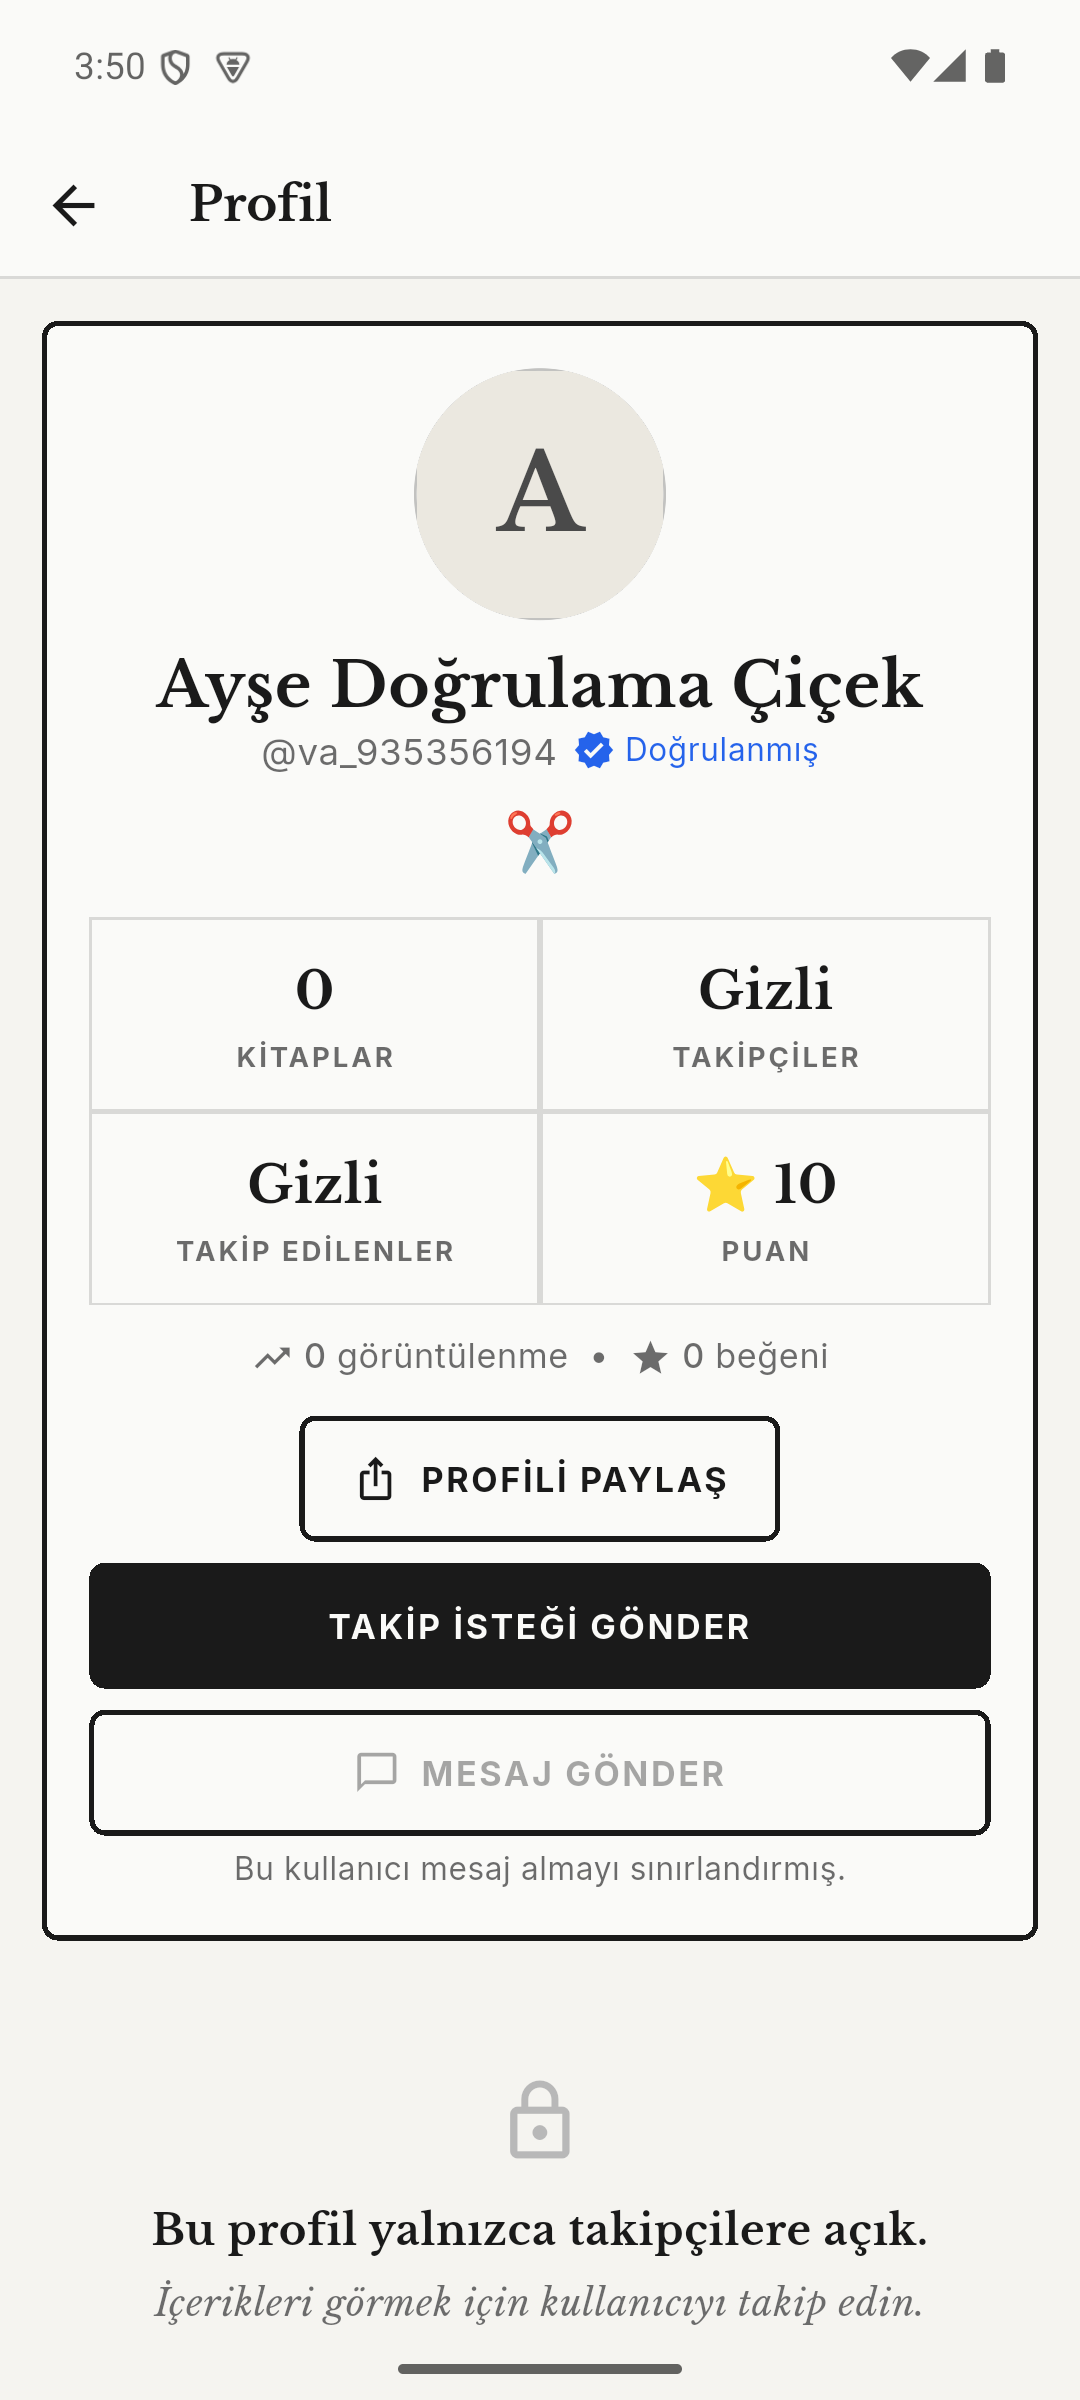 3:50
Profil
A
Ayşe Doğrulama Çiçek
@va_935356194 Doğrulanmış
0
KİTAPLAR
Gizli
TAKİPÇİLER
Gizli
TAKİP EDİLENLER
10
PUAN
0 görüntülenme • 0 beğeni
PROFİLİ PAYLAŞ
TAKİP İSTEĞİ GÖNDER
MESAJ GÖNDER
Bu kullanıcı mesaj almayı sınırlandırmış.
Bu profil yalnızca takipçilere açık.
İçerikleri görmek için kullanıcıyı takip edin.